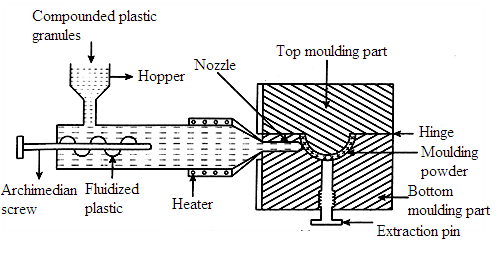 Compounded plastic
granules
Hopper
Nozzle
Top moulding part
Hinge
Moulding
powder
Bottom
moulding part
Extraction pin
Archimedian
screw
Fluidized
plastic
Heater